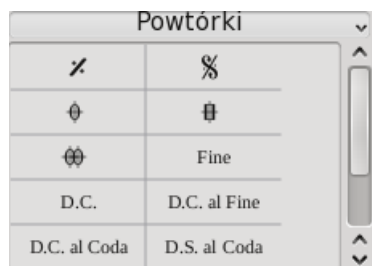 Powtórki
Fine
D.C. D.C. al Fine
D.C. al Coda D.S. al Coda